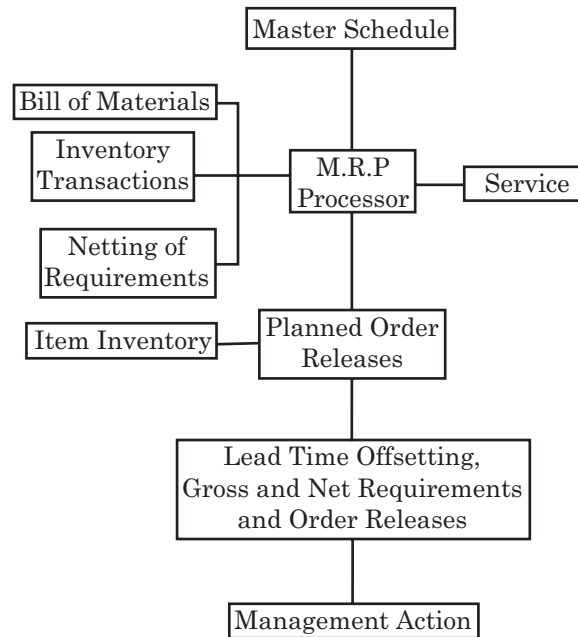 Master Schedule
Bill of Materials
Inventory
Transactions
M.R.P
Processor
Service
Netting of
Requirements
Item Inventory
Planned Order
Releases
Lead Time Offsetting,
Gross and Net Requirements
and Order Releases
Management Action